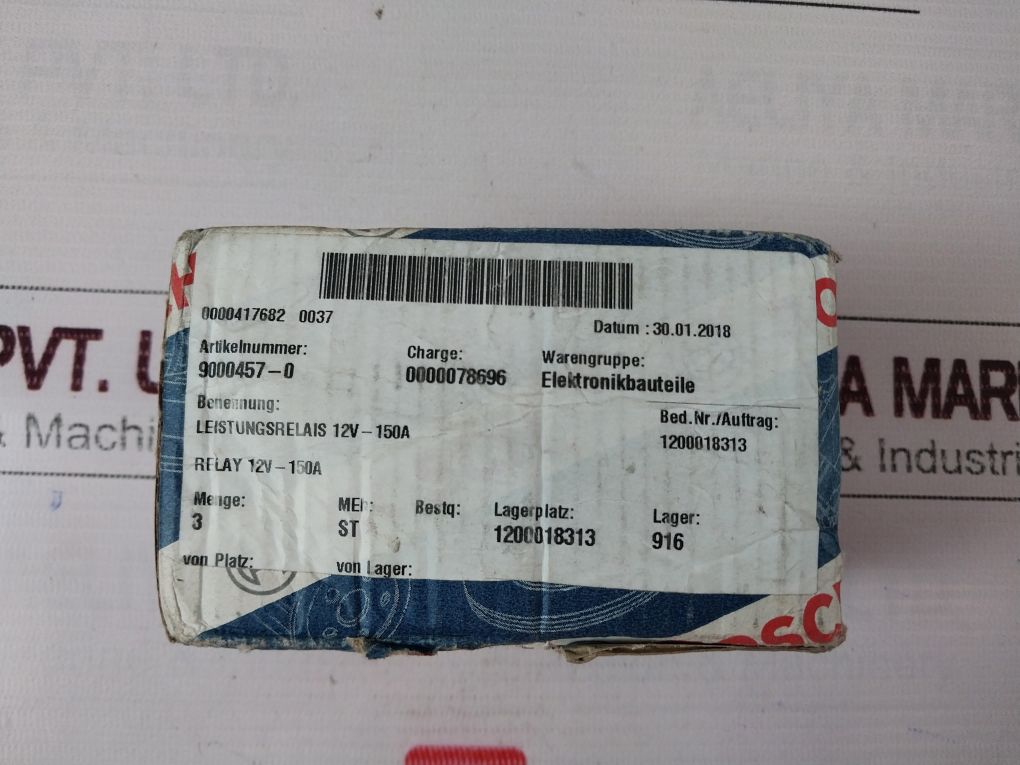 0000417682 0037
Datum : 30.01.2018
Artikelnummer:
9000457-0
Charge:
0000078696
Warengruppe:
Elektronikbauteile
Benennung:
LEISTUNGSRELAIS 12V-150A
RELAY 12V-150A
Bed.Nr./Auftrag:
1200018313
Menge:
3
MEH:
ST
Bestq:
Lagerplatz:
1200018313
Lager:
916
von Platz:
von Lager:
OSC
PVT. U
A MARI
& Machi
& Industri